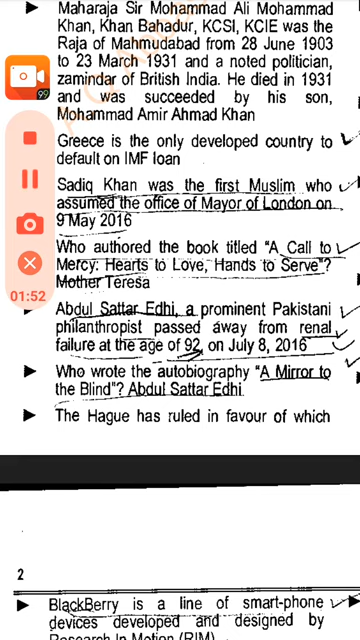 Maharaja Sir Mohammad Ali Mohammad
Khan, Khan Bahadur, KCSI, KCIE was the
Raja of Mahmudabad from 28 June 1903
to 23 March 1931 and a noted politician,
zamindar of British India. He died in 1931
and was succeeded by his son,
Mohammad Amir Ahmad Khan
Greece is the only developed country to
default on IMF loan
Sadiq Khan was the first Muslim who
assumed the office of Mayor of London on
9 May 2016
Who authored the book titled "A Call to
Mercy: Hearts to Love, Hands to Serve"?
Mother Teresa
Abdul Sattar Edhi, a prominent Pakistani
philanthropist passed away from renal
failure at the age of 92, on July 8, 2016
Who wrote the autobiography "A Mirror to
the Blind"? Abdul Sattar Edhi
The Hague has ruled in favour of which
99
01:52
2
BlackBerry is a line of smart-phone
devices developed and designed by
Research In Motion (RIM)